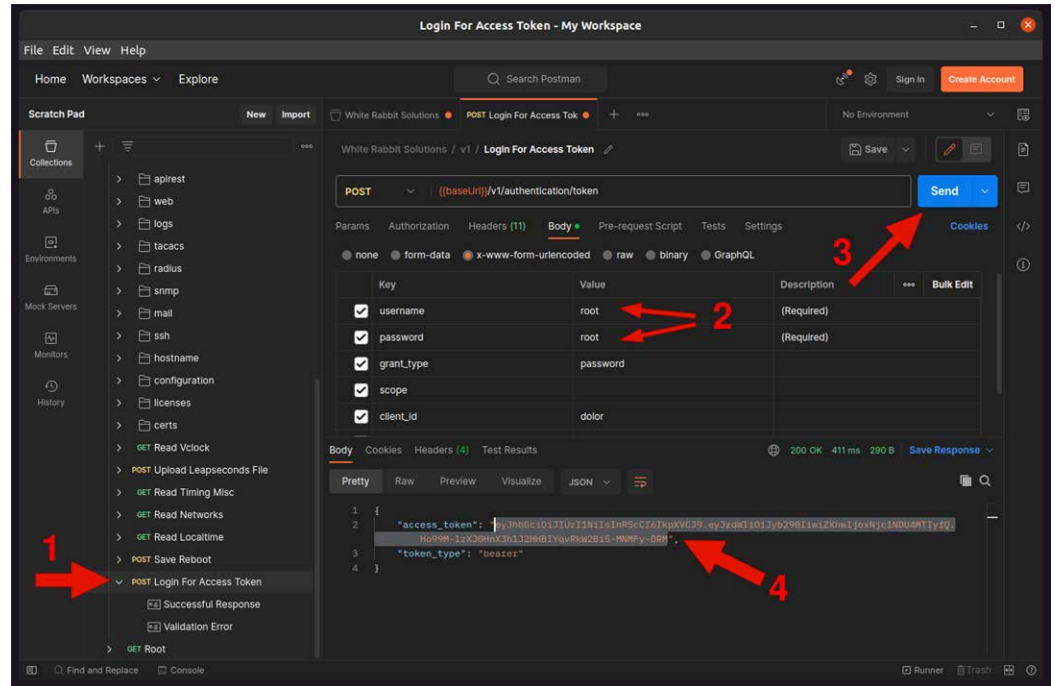 Login For Access Token - My Workspace
File Edit View Help
Home Workspaces Explore Search Postman Sign In Create Account
Scratch Pad New Import White Rabbit Solutions POST Login For Access Tok No Environment
Collections
APIs
Environments
Mock Servers
Monitors
History
apirest
web
logs
tacacs
radius
snmp
mail
ssh
hostname
configuration
licenses
certs
GET Read Vclock
POST Upload Leapseconds File
GET Read Timing Misc
GET Read Networks
GET Read Localtime
POST Save Reboot
POST Login For Access Token
e.g. Successful Response
e.g. Validation Error
GET Root
1
White Rabbit Solutions / v1 / Login For Access Token Save
POST {{baseUrl}}/v1/authentication/token Send
Params Authorization Headers (11) Body Pre-request Script Tests Settings Cookies
none form-data x-www-form-urlencoded raw binary GraphQL
3
Key Value Description Bulk Edit
username root (Required)
2
password root (Required)
grant_type password
scope
client_id dolor
Body Cookies Headers (4) Test Results 200 OK 411 ms 290 B Save Response
Pretty Raw Preview Visualize JSON
1 {
2 "access_token":
3 "token_type": "bearer"
4 }
4
Find and Replace Console Runner Trash